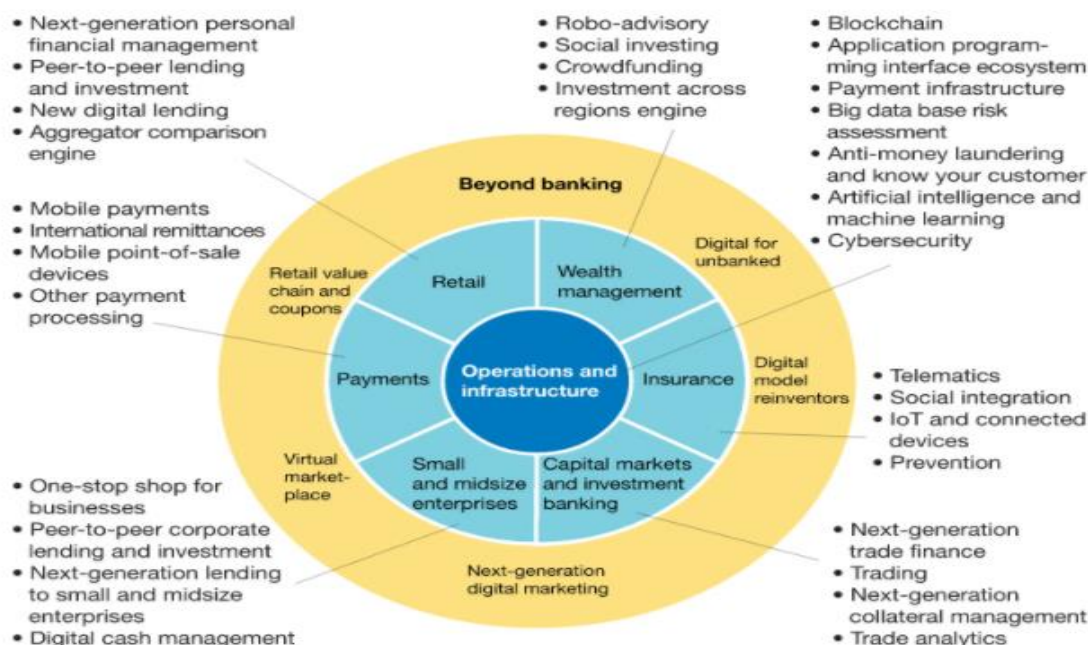 • Next-generation personal
financial management
• Peer-to-peer lending
and investment
• New digital lending
• Aggregator comparison
engine
• Robo-advisory
• Social investing
• Crowdfunding
• Investment across
regions engine
• Blockchain
• Application program-
ming interface ecosystem
• Payment infrastructure
• Big data base risk
assessment
• Anti-money laundering
and know your customer
• Artificial intelligence and
machine learning
• Cybersecurity
• Mobile payments
• International remittances
• Mobile point-of-sale
devices
• Other payment
processing
Beyond banking
Retail value
chain and
coupons
Digital for
unbanked
Retail
Wealth
management
Payments
Operations and
infrastructure
Insurance
Digital
model
reinventors
Small
and midsize
enterprises
Capital markets
and investment
banking
Virtual
market-
place
Next-generation
digital marketing
• Telematics
• Social integration
• IoT and connected
devices
• Prevention
• One-stop shop for
businesses
• Peer-to-peer corporate
lending and investment
• Next-generation lending
to small and midsize
enterprises
• Digital cash management
• Next-generation
trade finance
• Trading
• Next-generation
collateral management
• Trade analytics